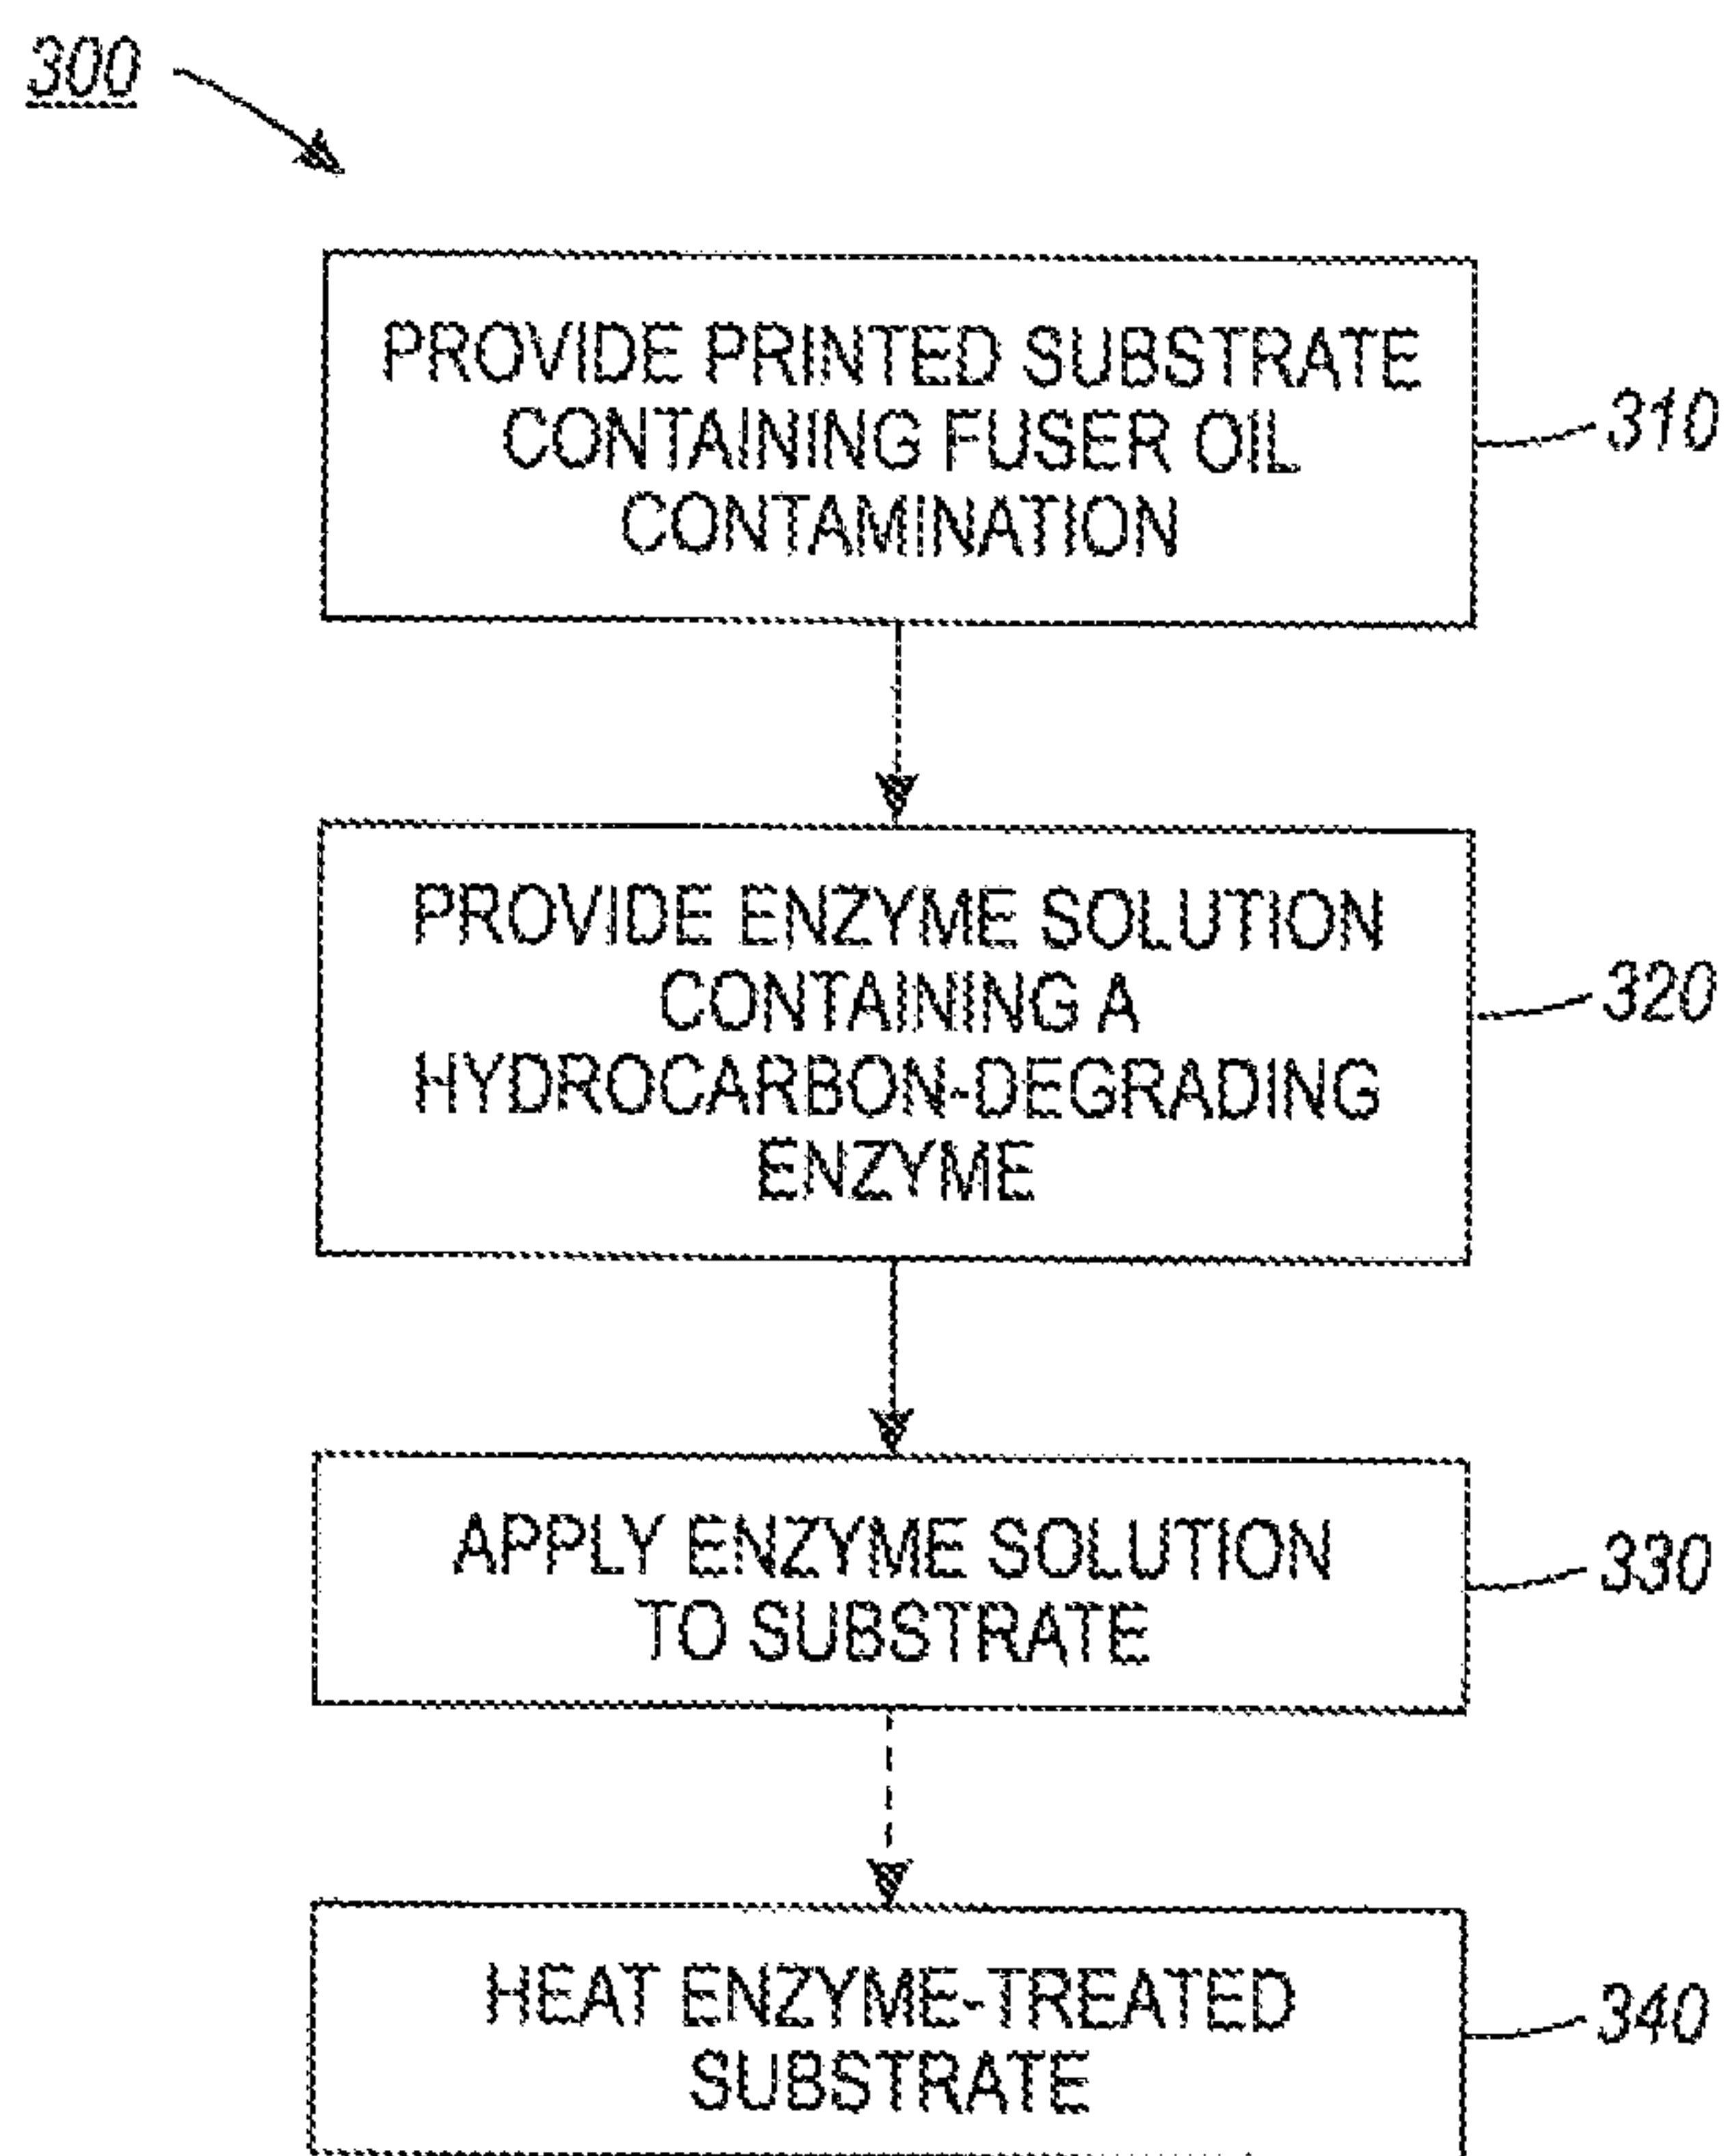 300
PROVIDE PRINTED SUBSTRATE
CONTAINING FUSER OIL
CONTAMINATION
310
PROVIDE ENZYME SOLUTION
CONTAINING A
HYDROCARBON-DEGRADING
ENZYME
320
APPLY ENZYME SOLUTION
TO SUBSTRATE
330
HEAT ENZYME-TREATED
SUBSTRATE
340